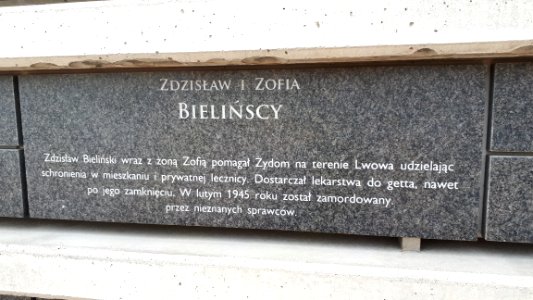 Zdzisław i Zofia
Bielińscy
Zdzisław Bieliński wraz z żoną Zofią pomagał Żydom na terenie Lwowa udzielając
schronienia w mieszkaniu i prywatnej lecznicy. Dostarczał lekarstwa do getta, nawet
po jego zamknięciu. W lutym 1945 roku został zamordowany
przez nieznanych sprawców.